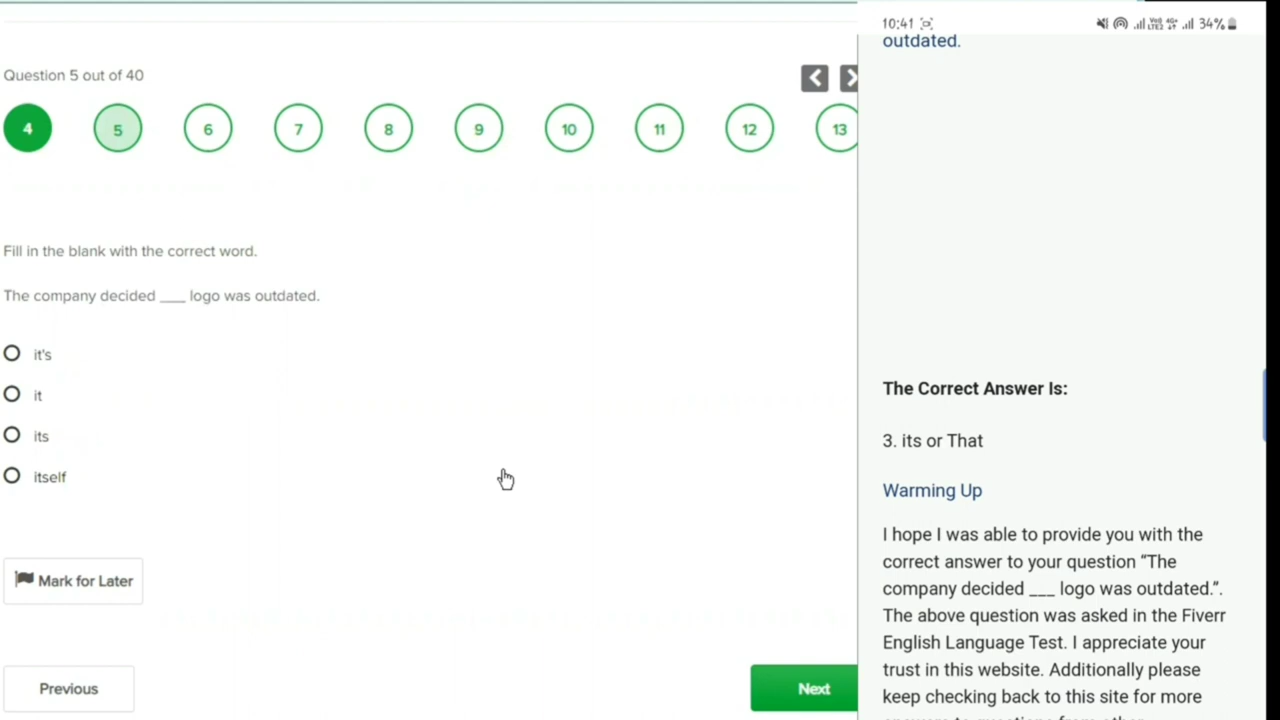 Question 5 out of 40
4 5 6 7 8 9 10 11 12 13
Fill in the blank with the correct word.
The company decided ___ logo was outdated.
it's
it
its
itself
Mark for Later
Previous
Next
10:41
34%
outdated.
The Correct Answer Is:
3. its or That
Warming Up
I hope I was able to provide you with the
correct answer to your question “The
company decided ___ logo was outdated.”.
The above question was asked in the Fiverr
English Language Test. I appreciate your
trust in this website. Additionally please
keep checking back to this site for more